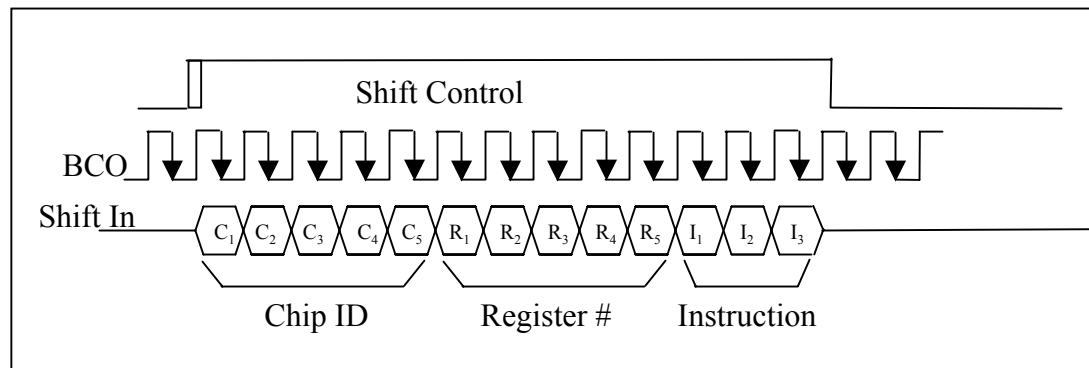 Shift Control
BCO
Shift In
C₁ C₂ C₃ C₄ C₅ R₁ R₂ R₃ R₄ R₅ I₁ I₂ I₃
Chip ID Register # Instruction